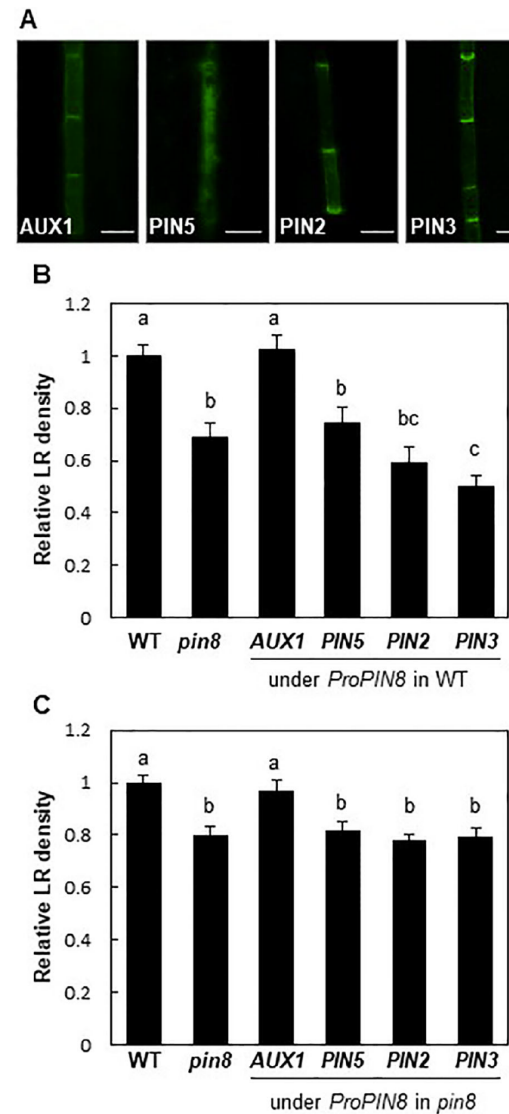 A
AUX1 PIN5 PIN2 PIN3
B
1.2
1
0.8
0.6
0.4
0.2
0
Relative LR density
a
b
a
b
bc
c
WT pin8 AUX1 PIN5 PIN2 PIN3
under ProPIN8 in WT
C
1.2
1
0.8
0.6
0.4
0.2
0
Relative LR density
a
b
a
b
b
b
WT pin8 AUX1 PIN5 PIN2 PIN3
under ProPIN8 in pin8